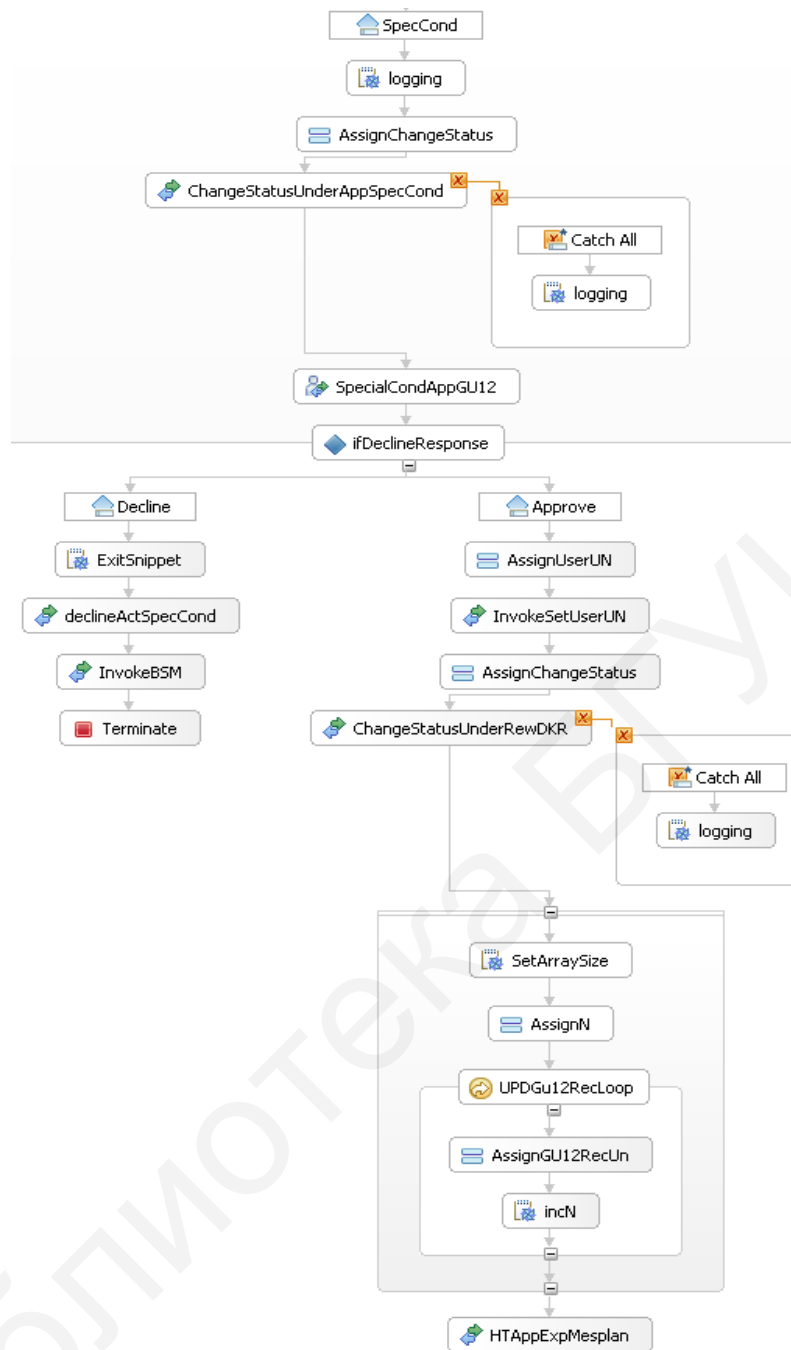 SpecCond
logging
AssignChangeStatus
ChangeStatusUnderAppSpecCond
Catch All
logging
SpecialCondAppGU12
ifDeclineResponse
Decline
Approve
ExitSnippet
AssignUserUN
declineActSpecCond
InvokeSetUserUN
InvokeBSM
AssignChangeStatus
Terminate
ChangeStatusUnderRewDKR
Catch All
logging
SetArraySize
AssignN
UPDGu12RecLoop
AssignGU12RecUn
incN
HTAppExpMesplan